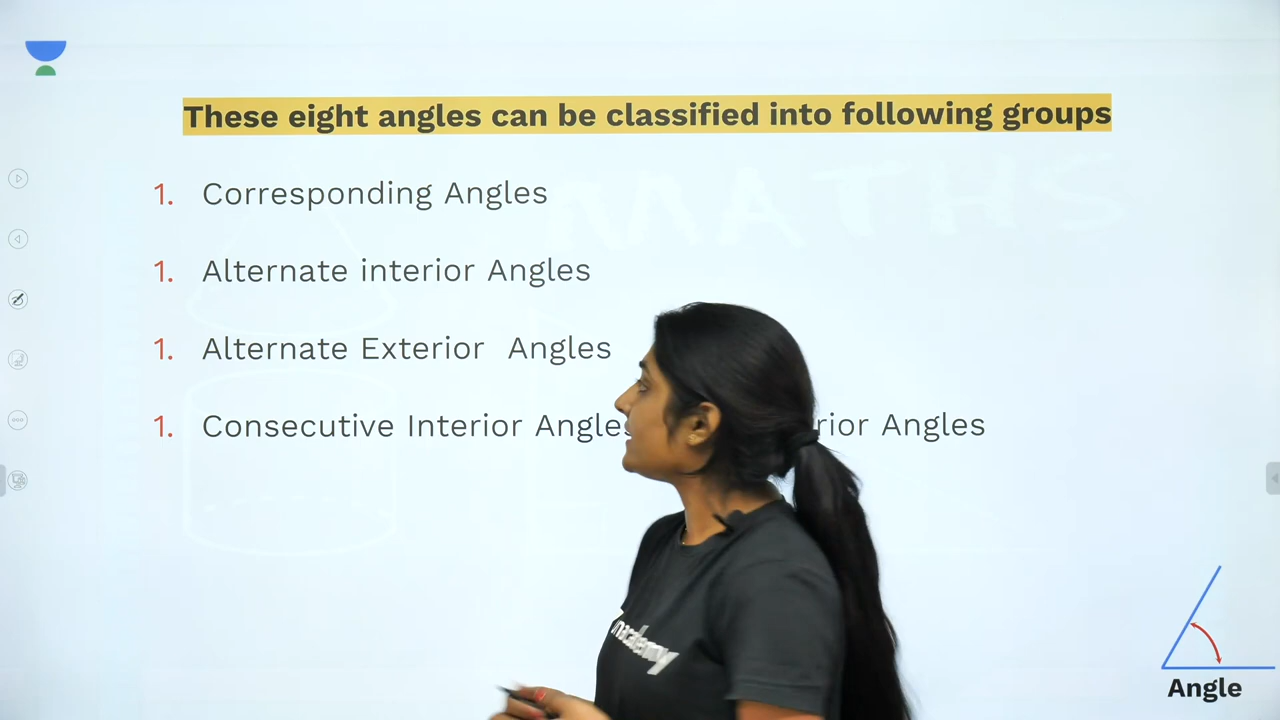 These eight angles can be classified into following groups
MATHS
1. Corresponding Angles
1. Alternate interior Angles
1. Alternate Exterior Angles
1. Consecutive Interior Angles Angles
Angle